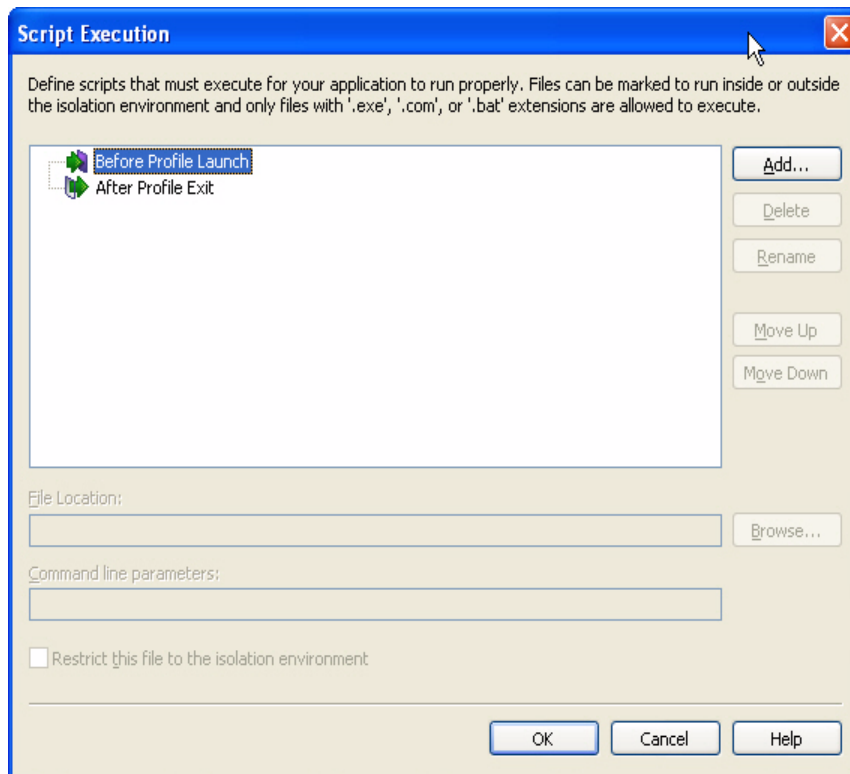 Script Execution
Define scripts that must execute for your application to run properly. Files can be marked to run inside or outside
the isolation environment and only files with '.exe', '.com', or '.bat' extensions are allowed to execute.
Before Profile Launch
After Profile Exit
Add...
Delete
Rename
Move Up
Move Down
File Location:
Browse...
Command line parameters:
Restrict this file to the isolation environment
OK
Cancel
Help